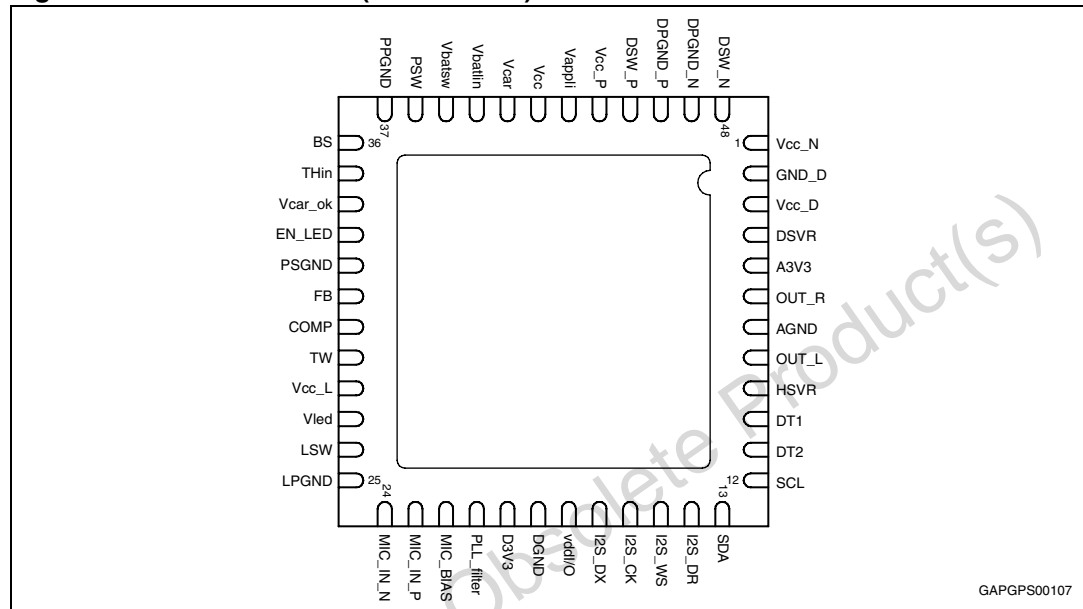 PPGND
PSW
Vbatsw
Vbatlin
Vcar
Vcc
Vappli
Vcc_P
DSW_P
DPGND_P
DPGND_N
DSW_N
37
48
BS 36
THin
Vcar_ok
EN_LED
PSGND
FB
COMP
TW
Vcc_L
Vled
LSW
LPGND 25
1 Vcc_N
GND_D
Vcc_D
DSVR
A3V3
OUT_R
AGND
OUT_L
HSVR
DT1
DT2
12 SCL
24
13
MIC_IN_N
MIC_IN_P
MIC_BIAS
PLL_filter
D3V3
DGND
vddI/O
I2S_DX
I2S_CK
I2S_WS
I2S_DR
SDA
Obsolete Product(s)
GAPGPS00107